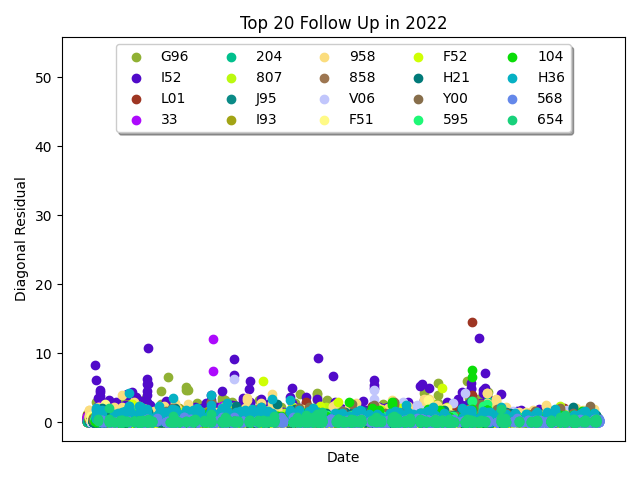 Top 20 Follow Up in 2022
G96 204 958 F52 104
I52 807 858 H21 H36
L01 J95 V06 Y00 568
33 I93 F51 595 654
50
40
30
20
10
0
Diagonal Residual
Date